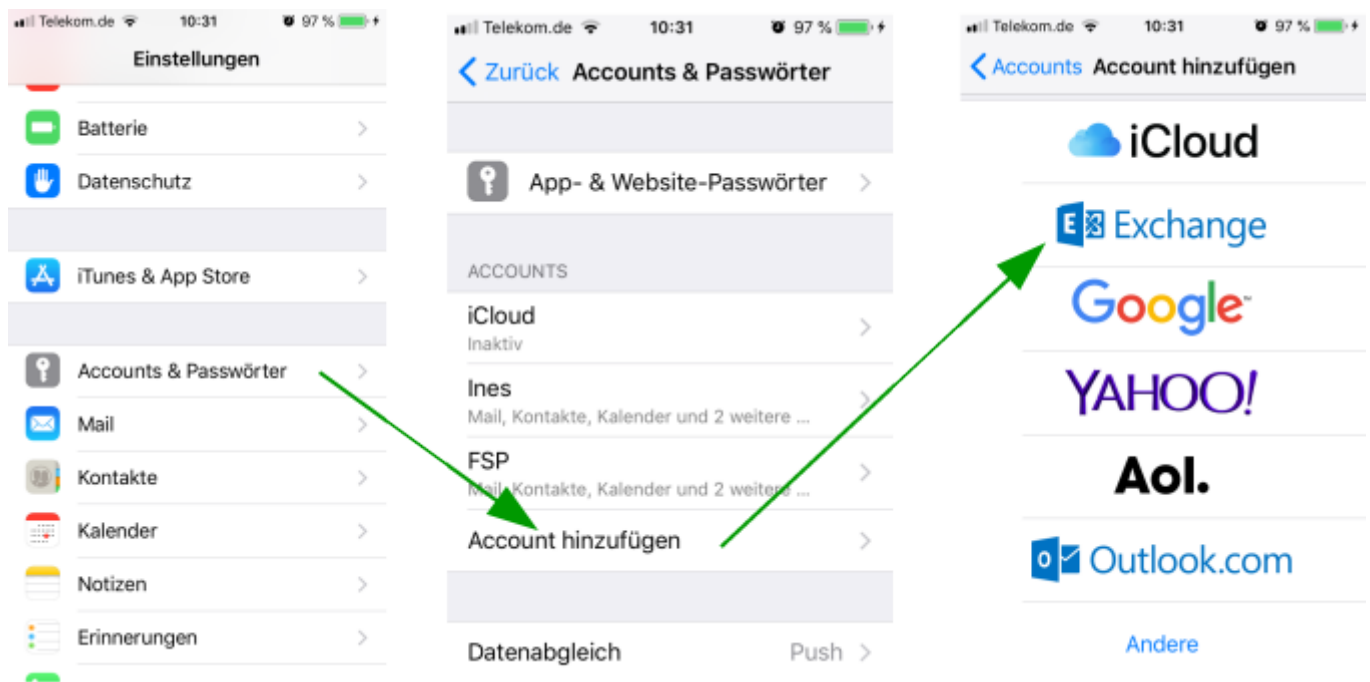 Telekom.de 10:31 97 %
Einstellungen
Batterie
Datenschutz
iTunes & App Store
Accounts & Passwörter
Mail
Kontakte
Kalender
Notizen
Erinnerungen
Telekom.de 10:31 97 %
Zurück Accounts & Passwörter
App- & Website-Passwörter
ACCOUNTS
iCloud
Inaktiv
Ines
Mail, Kontakte, Kalender und 2 weitere ...
FSP
Mail, Kontakte, Kalender und 2 weitere ...
Account hinzufügen
Datenabgleich Push
Telekom.de 10:31 97 %
Accounts Account hinzufügen
iCloud
E Exchange
Google™
YAHOO!
Aol.
o Outlook.com
Andere